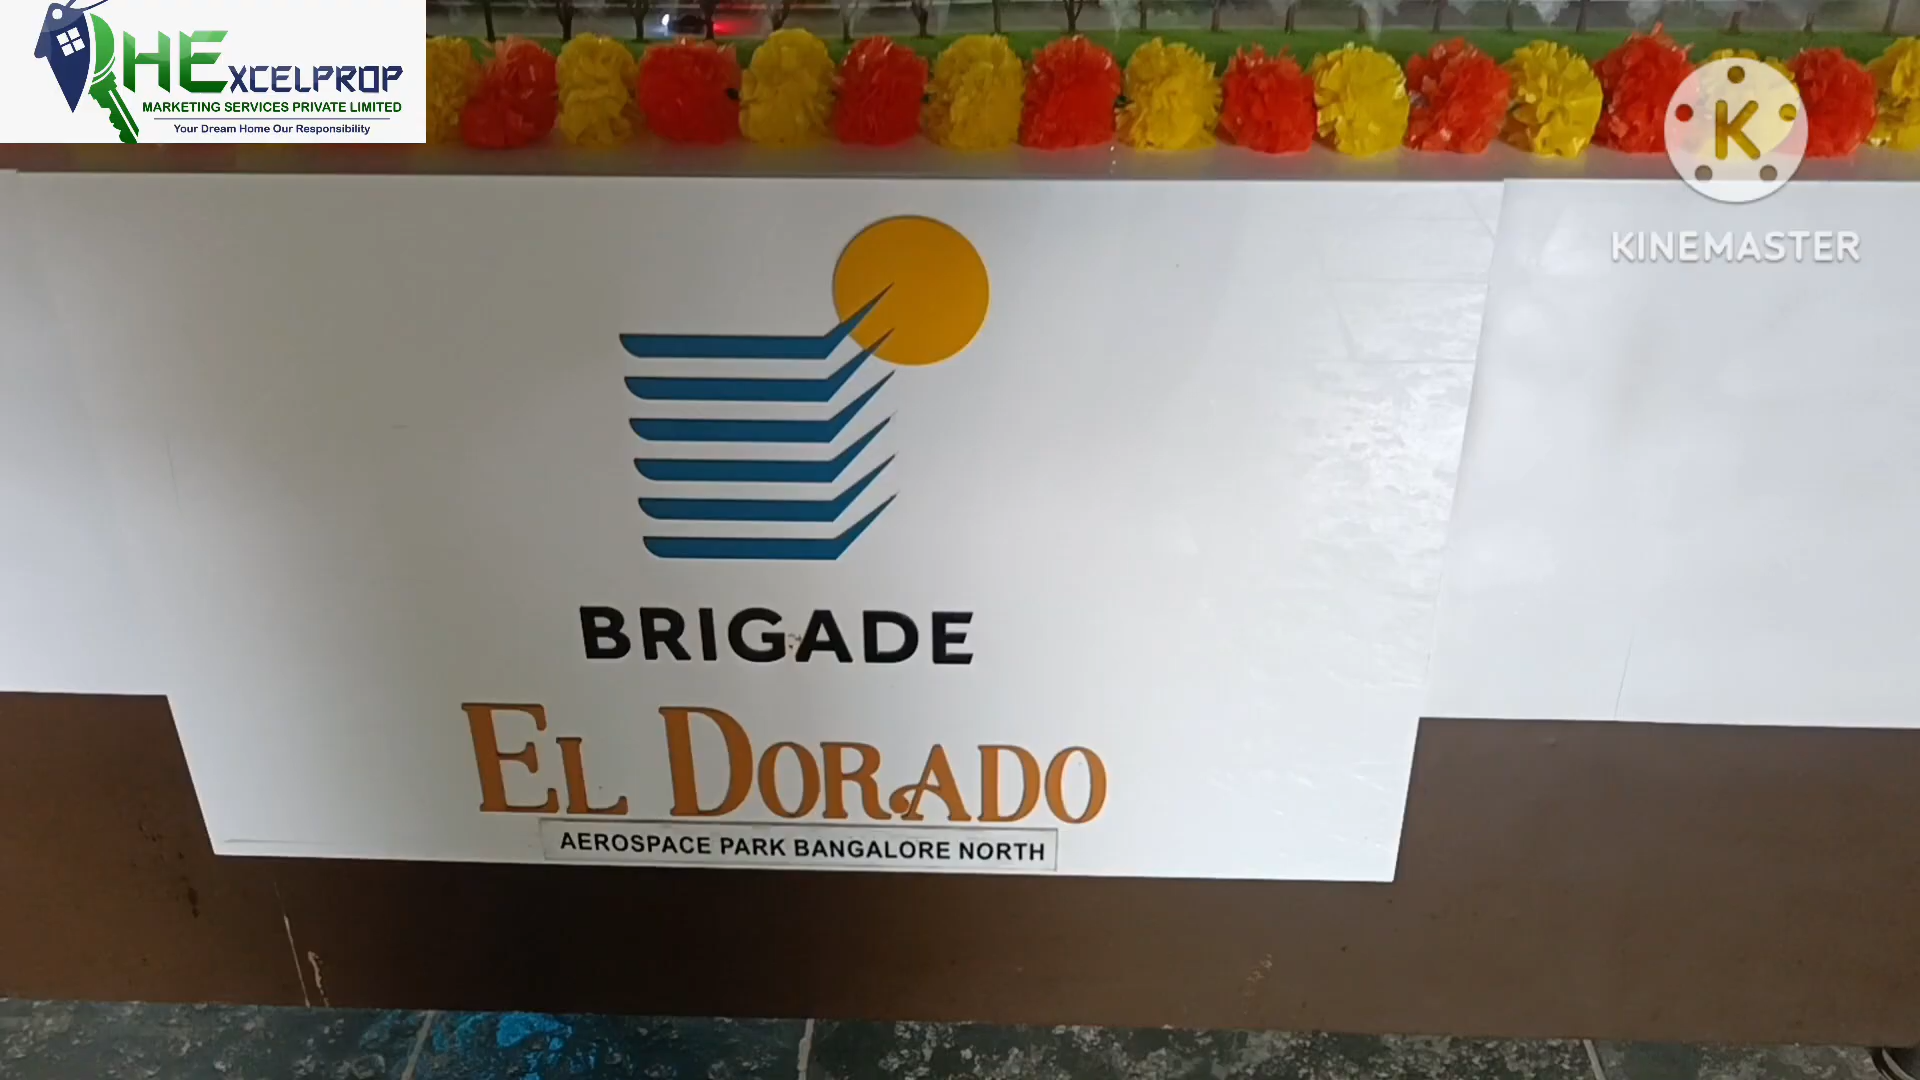 HEXCELPROP
MARKETING SERVICES PRIVATE LIMITED
Your Dream Home Our Responsibility
K
KINEMASTER
BRIGADE
EL DORADO
AEROSPACE PARK BANGALORE NORTH